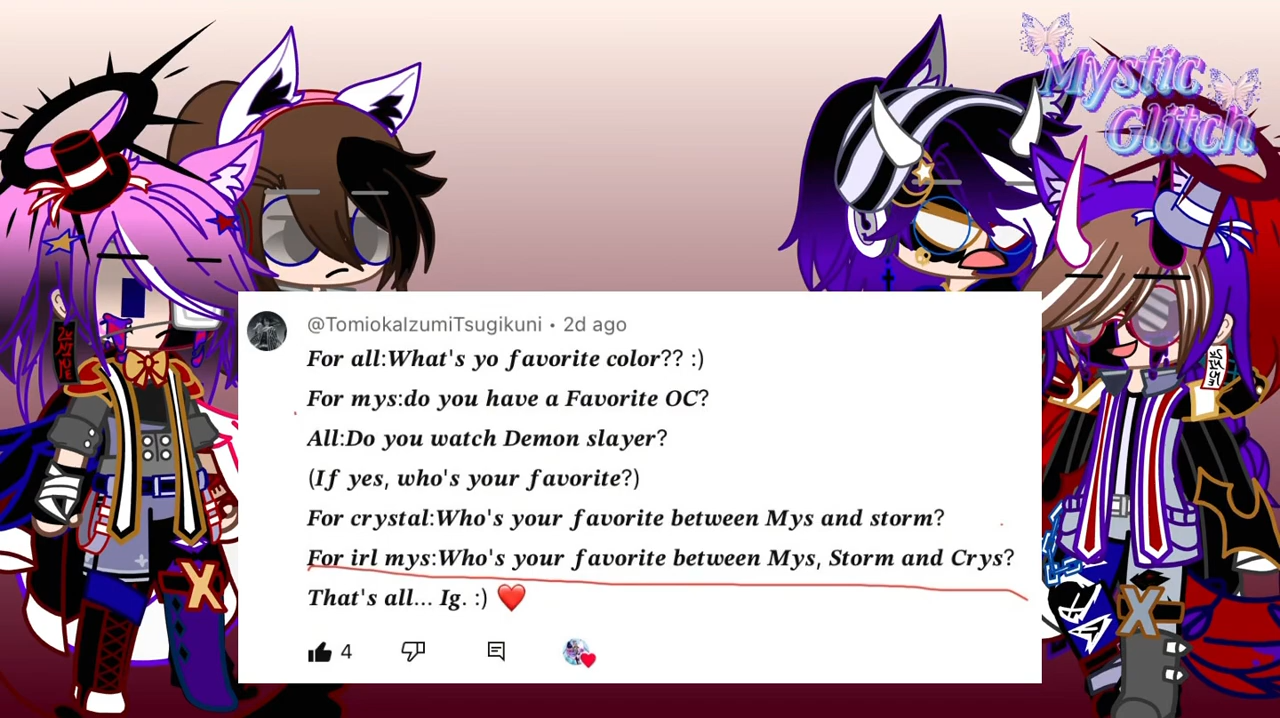 Mystic
Glitch
@TomiokaIzumiTsugikuni • 2d ago
For all:What's yo favorite color?? :)
For mys:do you have a Favorite OC?
All:Do you watch Demon slayer?
(If yes, who's your favorite?)
For crystal:Who's your favorite between Mys and storm?
For irl mys:Who's your favorite between Mys, Storm and Crys?
That's all... Ig. :) ❤️
4